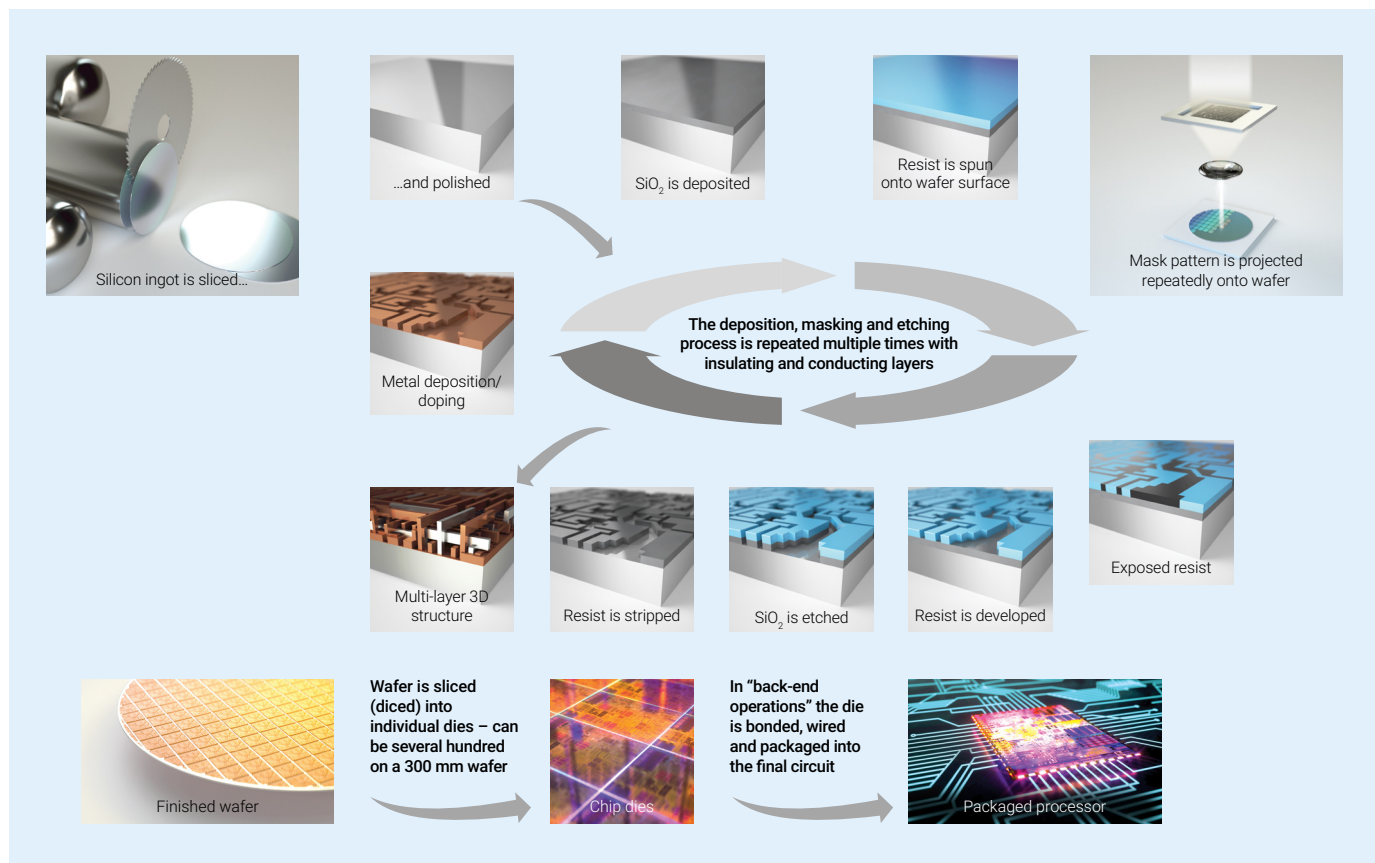 Silicon ingot is sliced...
...and polished
SiO₂ is deposited
Resist is spun
onto wafer surface
Mask pattern is projected
repeatedly onto wafer
Metal deposition/
doping
The deposition, masking and etching
process is repeated multiple times with
insulating and conducting layers
Exposed resist
Resist is developed
SiO₂ is etched
Resist is stripped
Multi-layer 3D
structure
Finished wafer
Wafer is sliced
(diced) into
individual dies – can
be several hundred
on a 300 mm wafer
Chip dies
In “back-end
operations” the die
is bonded, wired
and packaged into
the final circuit
Packaged processor